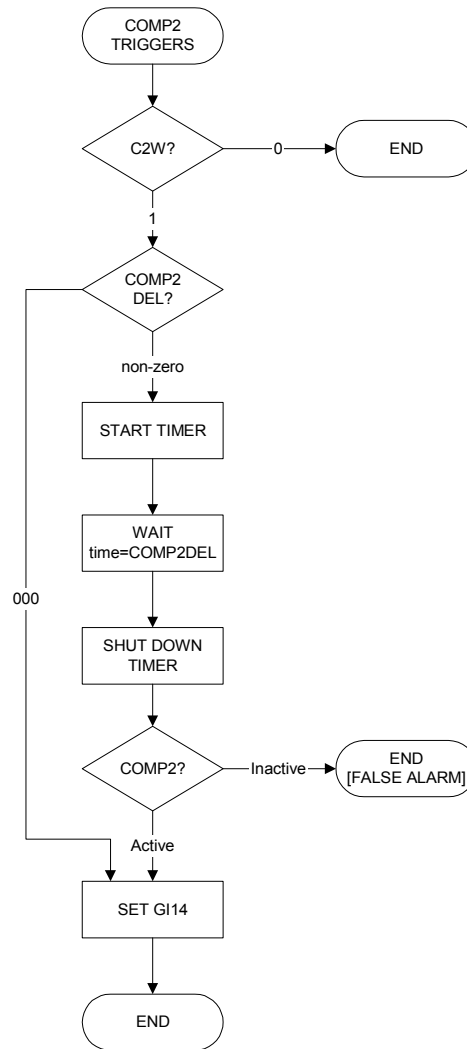 COMP2
TRIGGERS
C2W?
0
END
1
COMP2
DEL?
non-zero
START TIMER
WAIT
time=COMP2DEL
000
SHUT DOWN
TIMER
COMP2?
Inactive
END
[FALSE ALARM]
Active
SET GI14
END